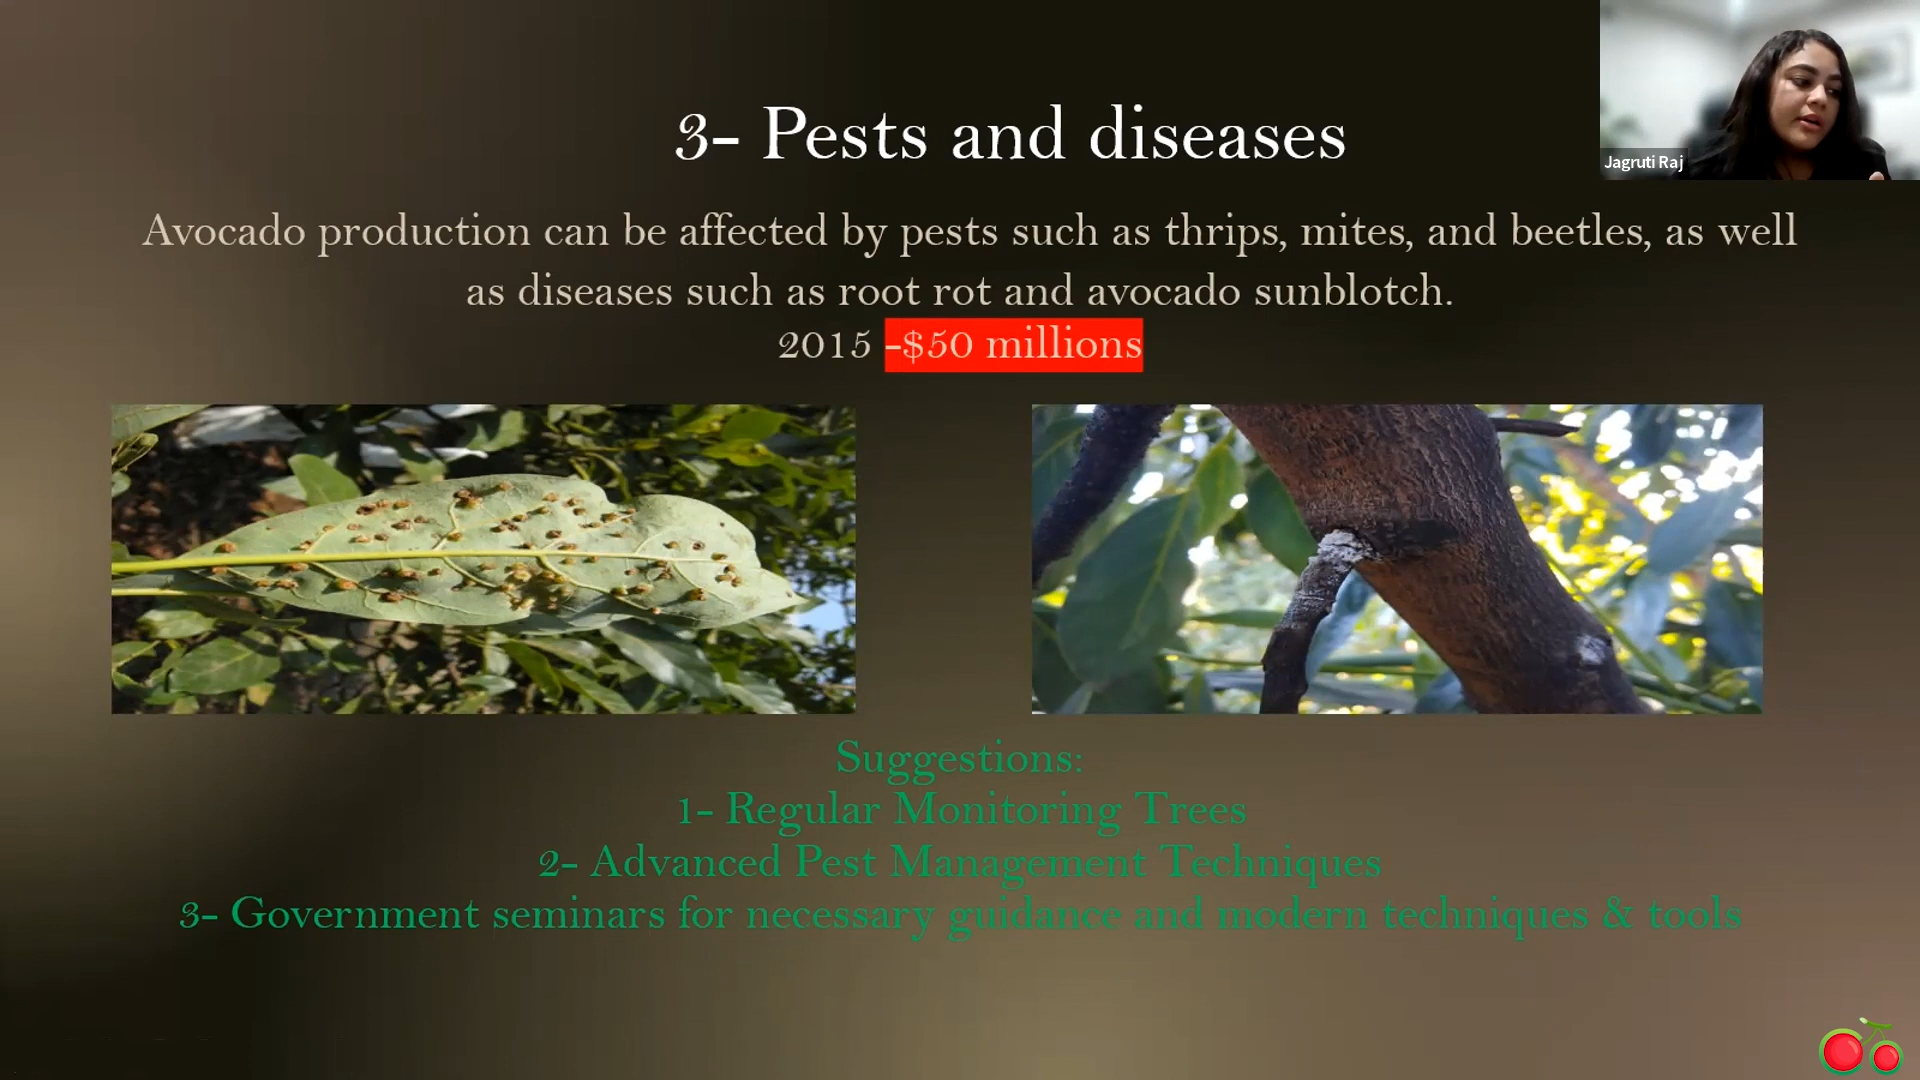 3- Pests and diseases
Jagruti Raj
Avocado production can be affected by pests such as thrips, mites, and beetles, as well
as diseases such as root rot and avocado sunblotch.
2015 -$50 millions
Suggestions:
1- Regular Monitoring Trees
2- Advanced Pest Management Techniques
3- Government seminars for necessary guidance and modern techniques & tools